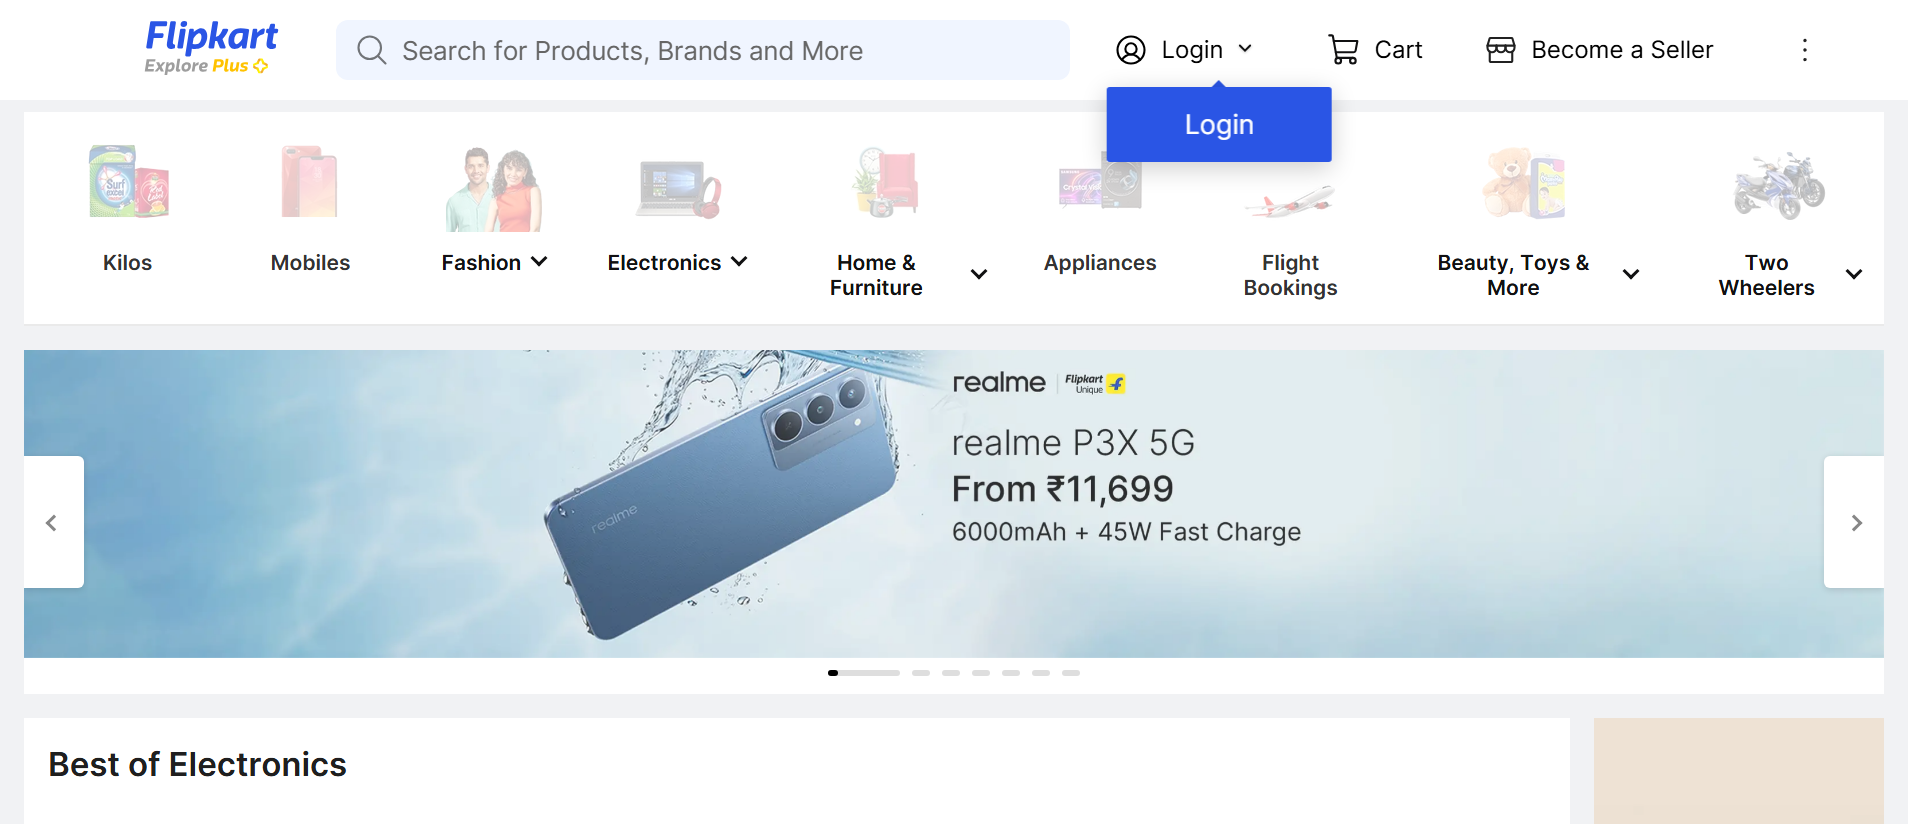 Flipkart
Explore Plus
Search for Products, Brands and More
Login
Cart
Become a Seller
Login
Kilos
Mobiles
Fashion
Electronics
Home &
Furniture
Appliances
Flight
Bookings
Beauty, Toys &
More
Two
Wheelers
realme
Flipkart
Unique
realme P3X 5G
From ₹11,699
6000mAh + 45W Fast Charge
realme
Best of Electronics